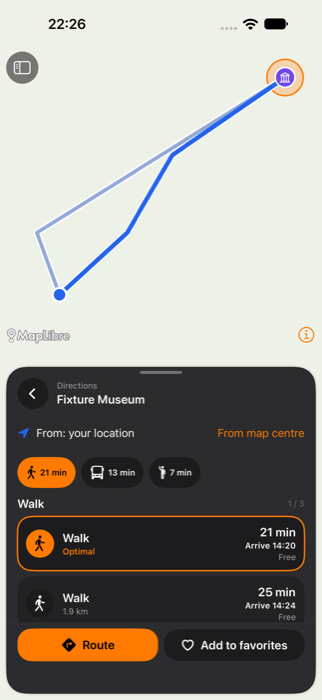 22:26
MapLibre
Directions
Fixture Museum
From: your location
From map centre
21 min
13 min
7 min
Walk
1 / 3
Walk
Optimal
21 min
Arrive 14:20
Free
Walk
1.9 km
25 min
Arrive 14:24
Free
Route
Add to favorites